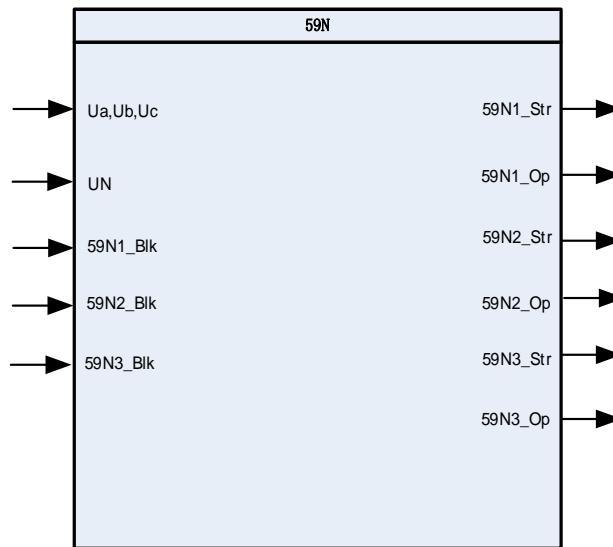 59N
Ua,Ub,Uc
UN
59N1_Blk
59N2_Blk
59N3_Blk
59N1_Str
59N1_Op
59N2_Str
59N2_Op
59N3_Str
59N3_Op